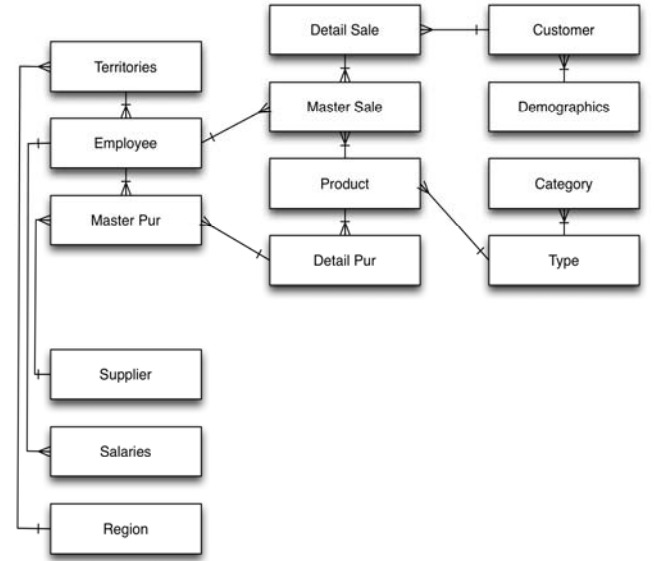 Detail Sale
Customer
Territories
Master Sale
Demographics
Employee
Product
Category
Master Pur
Detail Pur
Type
Supplier
Salaries
Region